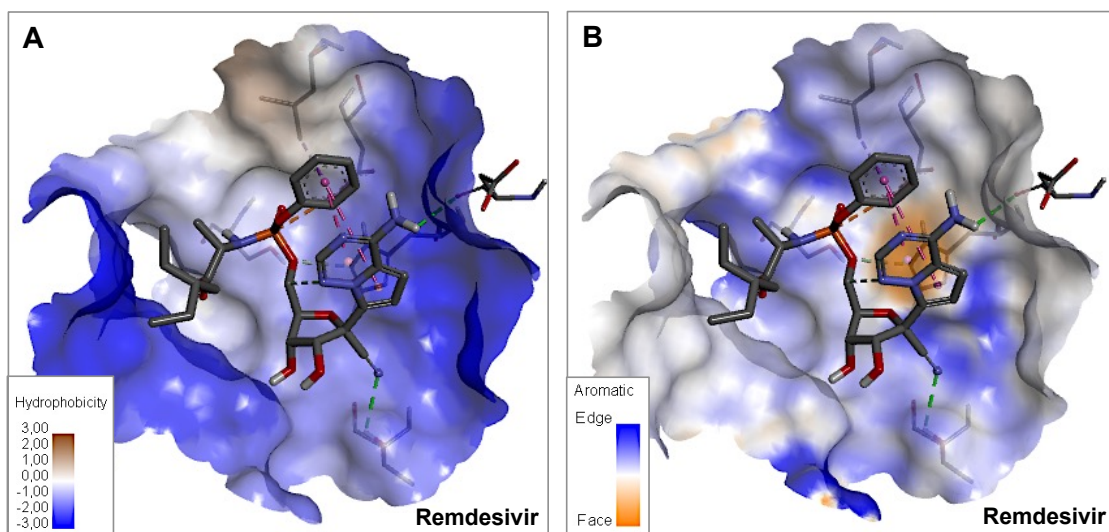 A
Hydrophobicity
3,00
2,00
1,00
0,00
-1,00
-2,00
-3,00
Remdesivir
B
Aromatic
Edge
Face
Remdesivir